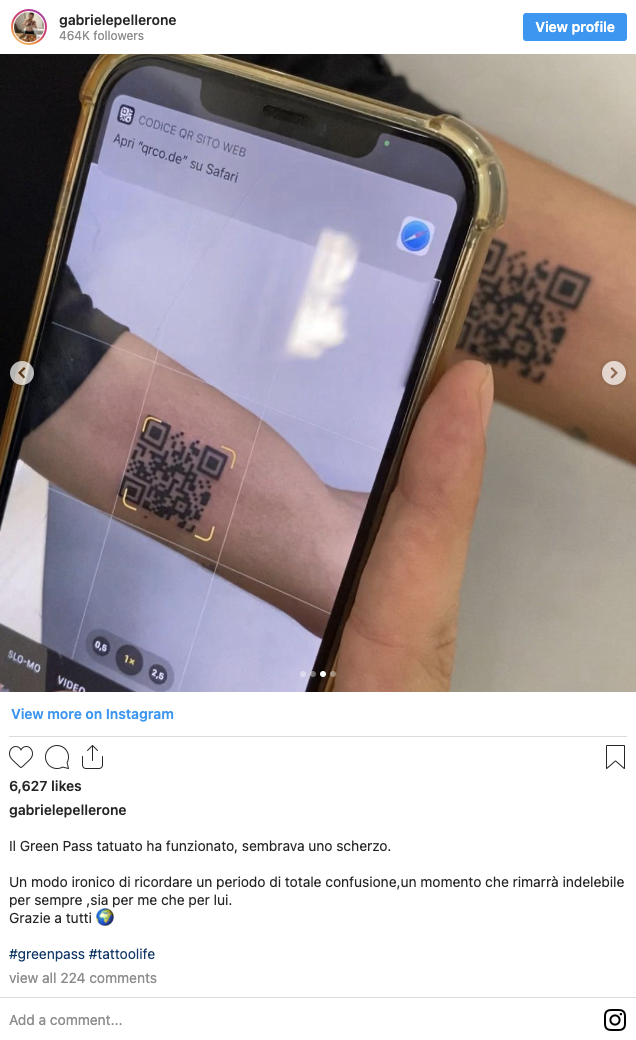 gabrielepellerone
464K followers
View profile
CODICE QR SITO WEB
Apri "qrco.de" su Safari
0,5
1×
2,5
SLO-MO
VIDEO
View more on Instagram
6,627 likes
gabrielepellerone
Il Green Pass tatuato ha funzionato, sembrava uno scherzo.
Un modo ironico di ricordare un periodo di totale confusione,un momento che rimarrà indelebile
per sempre ,sia per me che per lui.
Grazie a tutti 🌍
#greenpass #tattoolife
view all 224 comments
Add a comment...